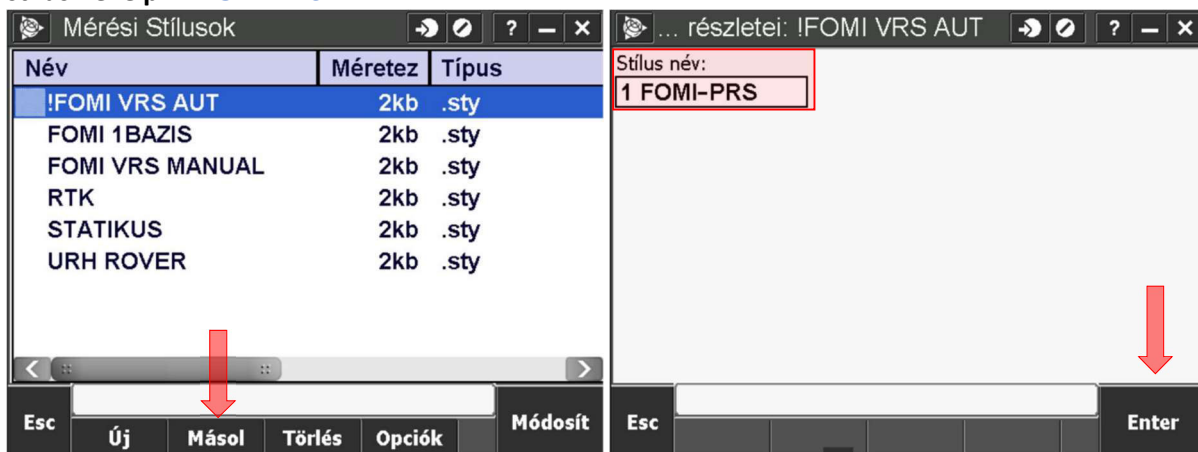 Mérési Stílusok
? – ×
Név Méretez Típus
!FOMI VRS AUT 2kb .sty
FOMI 1BAZIS 2kb .sty
FOMI VRS MANUAL 2kb .sty
RTK 2kb .sty
STATIKUS 2kb .sty
URH ROVER 2kb .sty
Esc Új Másol Törlés Opciók Módosít
... részletei: !FOMI VRS AUT
? – ×
Stílus név:
1 FOMI-PRS
Esc Enter